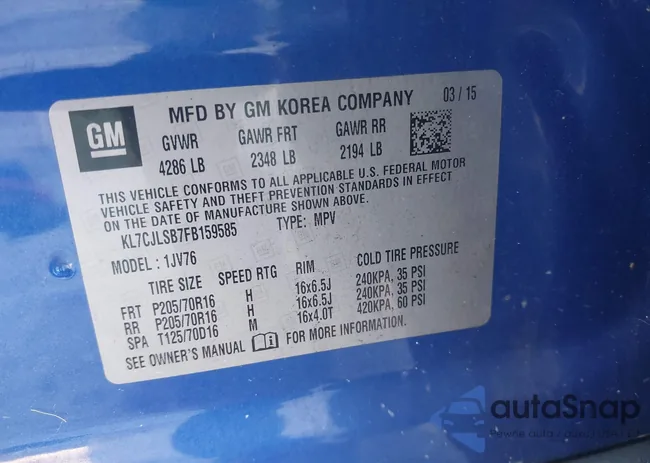 GM
MFD BY GM KOREA COMPANY 03 / 15
GVWR GAWR FRT GAWR RR
4286 LB 2348 LB 2194 LB
THIS VEHICLE CONFORMS TO ALL APPLICABLE U.S. FEDERAL MOTOR
VEHICLE SAFETY AND THEFT PREVENTION STANDARDS IN EFFECT
ON THE DATE OF MANUFACTURE SHOWN ABOVE.
KL7CJLSB7FB159585 TYPE: MPV
MODEL : 1JV76
TIRE SIZE SPEED RTG RIM COLD TIRE PRESSURE
FRT P205/70R16 H 16x6.5J 240KPA, 35 PSI
RR P205/70R16 H 16x6.5J 240KPA, 35 PSI
SPA T125/70D16 M 16x4.0T 420KPA, 60 PSI
SEE OWNER'S MANUAL FOR MORE INFORMATION.
autaSnap